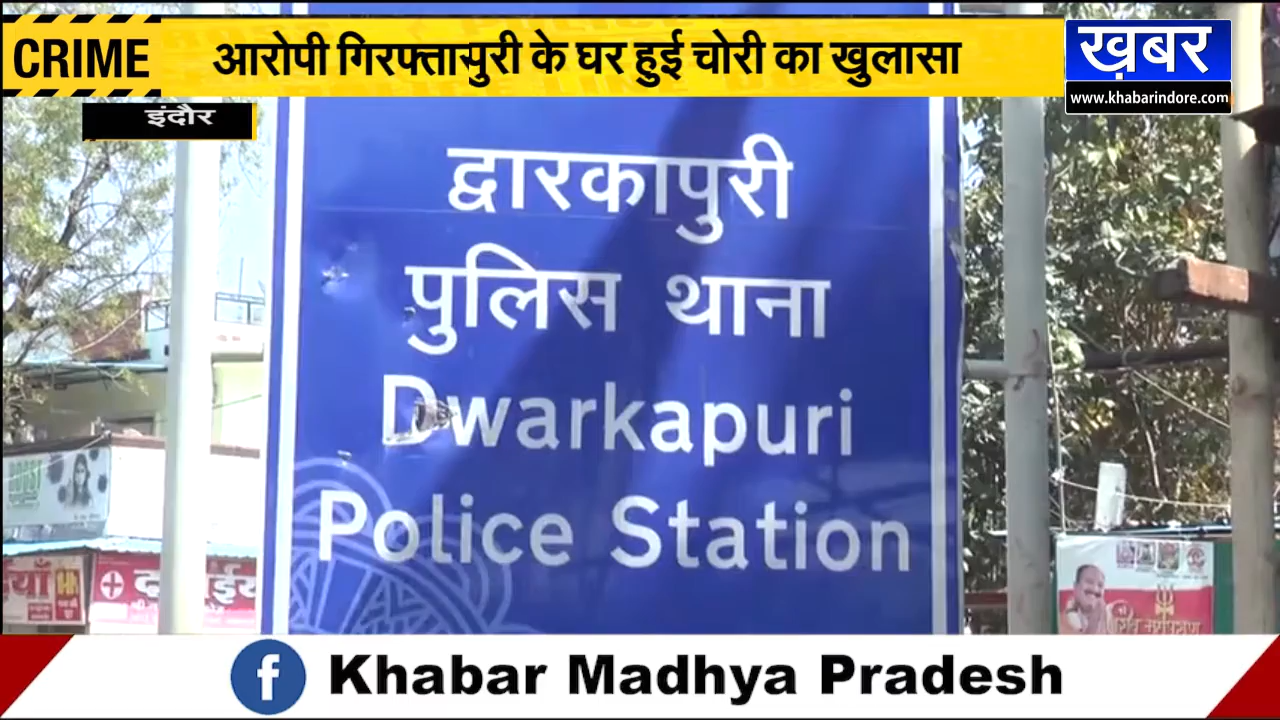 CRIME
आरोपी गिरफ्तापुरी के घर हुई चोरी का खुलासा
ख़बर
www.khabarindore.com
इंदौर
द्वारकापुरी
पुलिस थाना
Dwarkapuri
Police Station
Khabar Madhya Pradesh